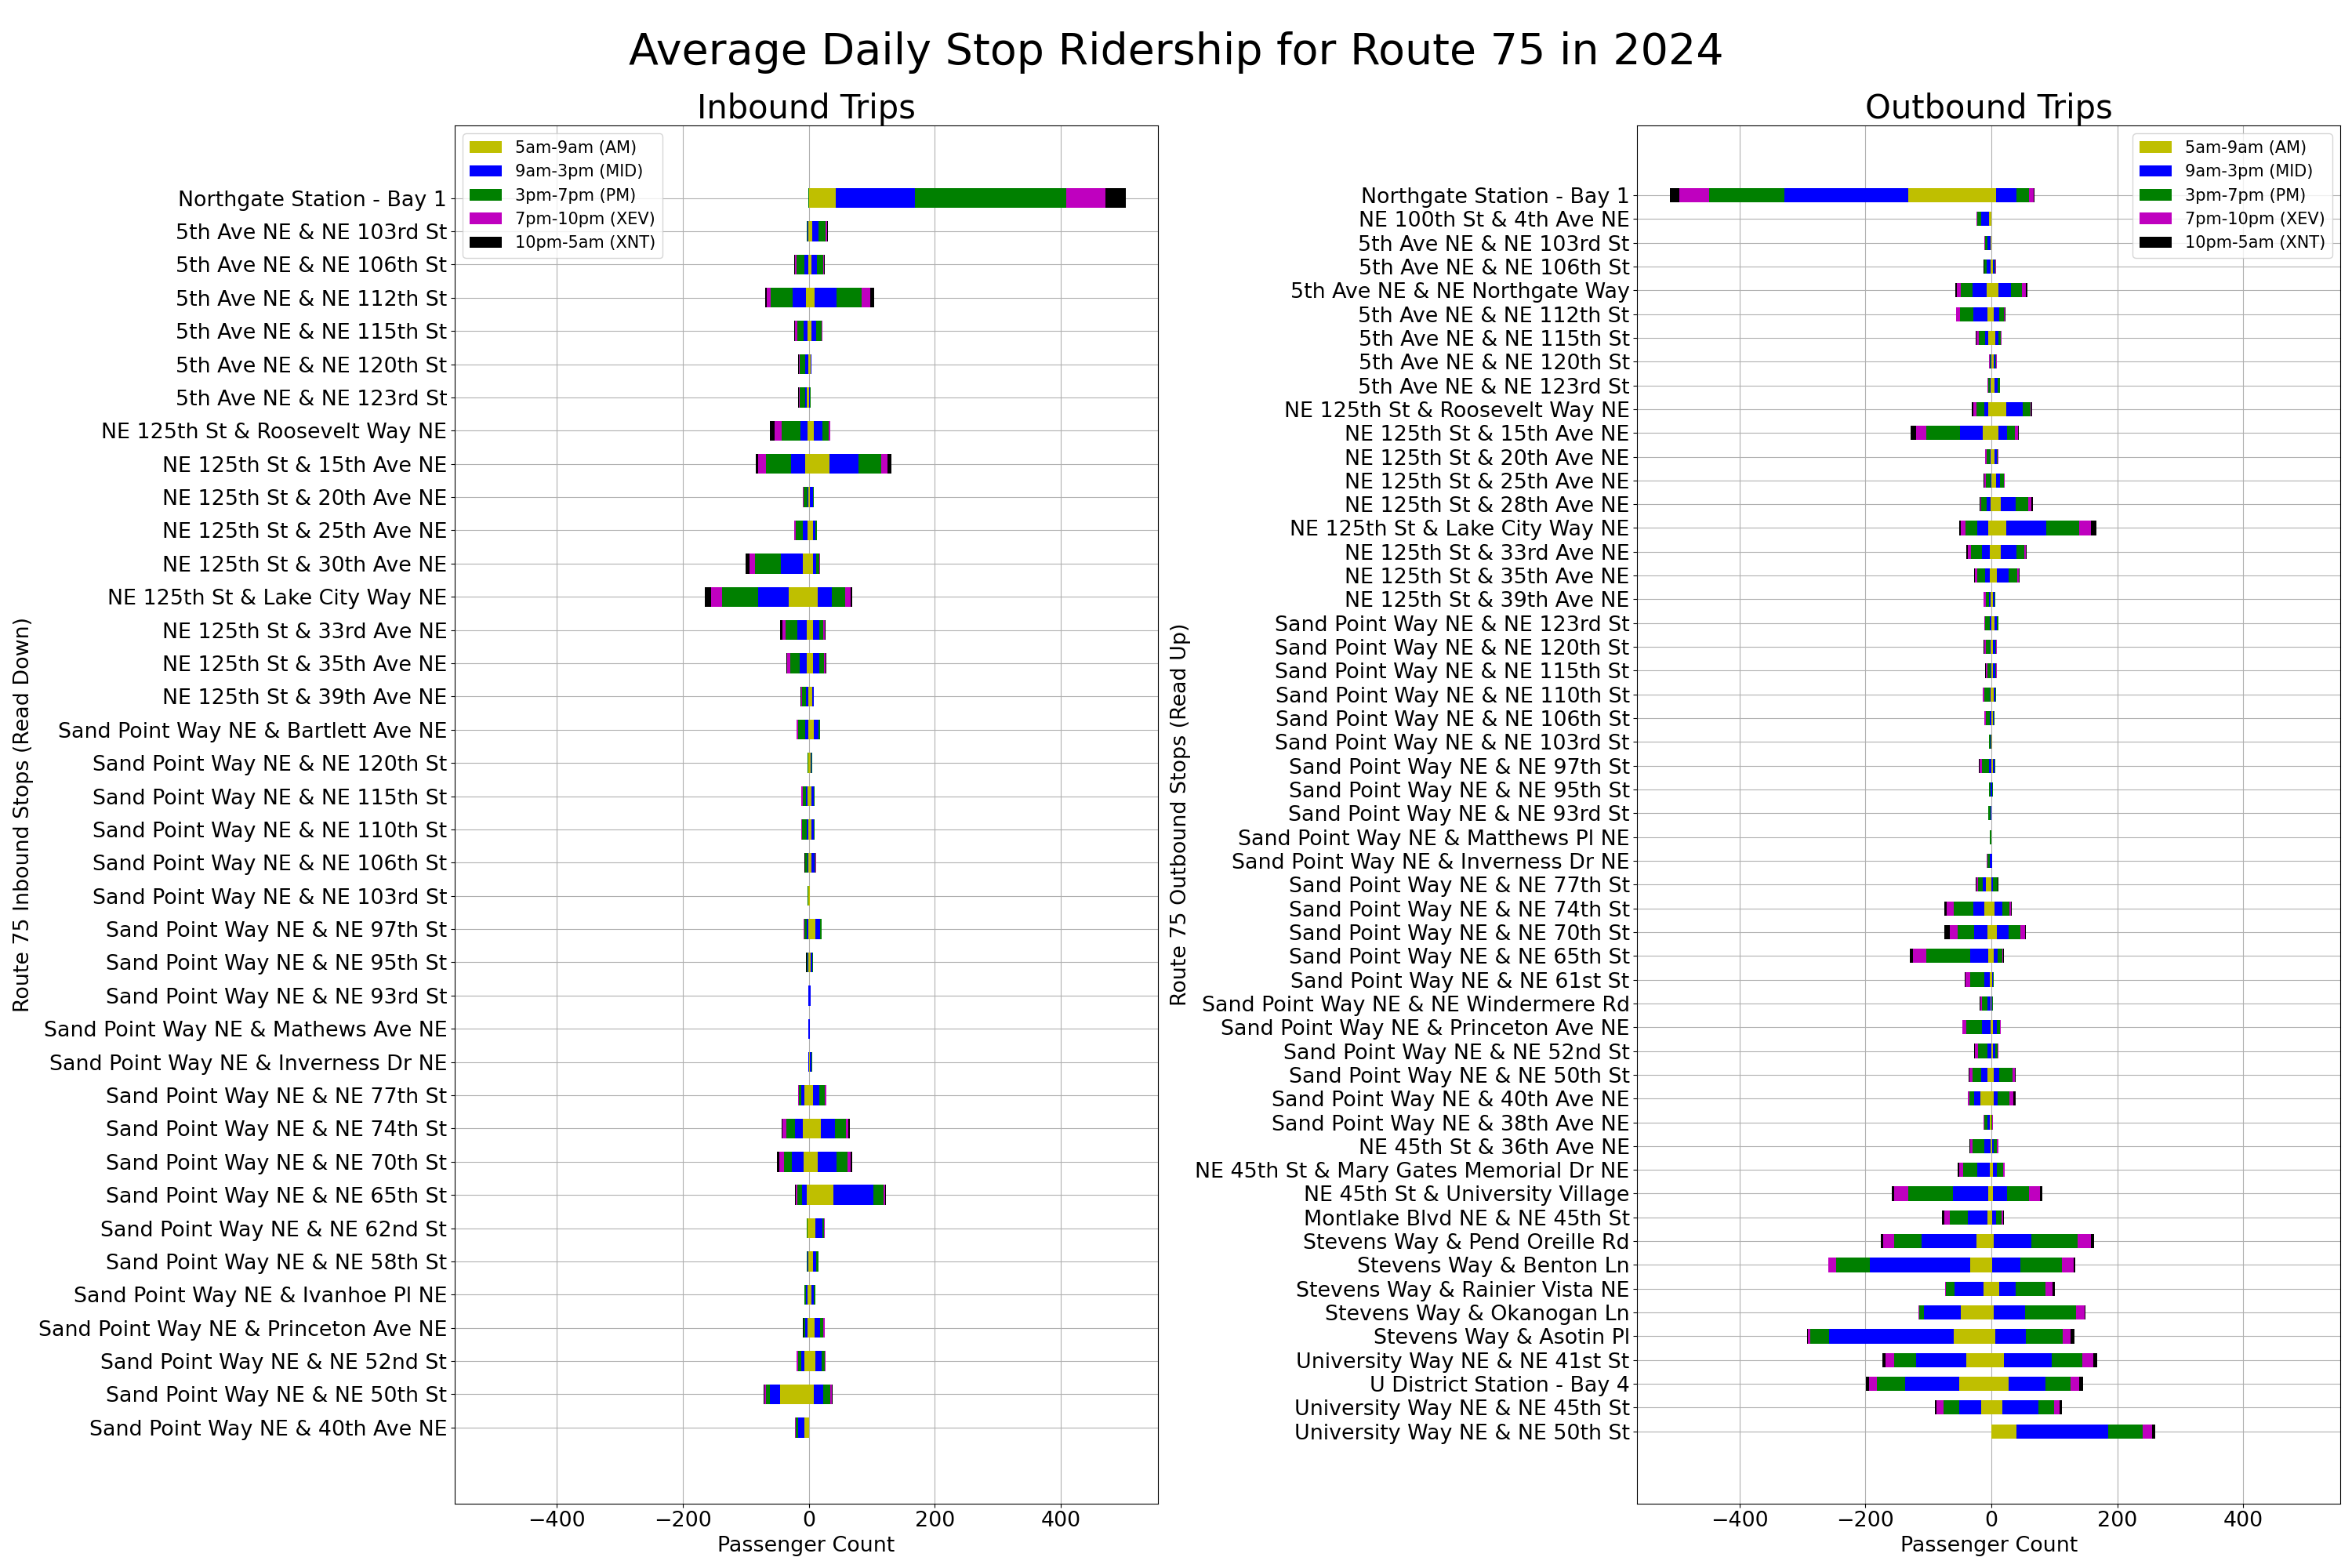 Average Daily Stop Ridership for Route 75 in 2024
Inbound Trips
5am-9am (AM)
9am-3pm (MID)
3pm-7pm (PM)
7pm-10pm (XEV)
10pm-5am (XNT)
Route 75 Inbound Stops (Read Down)
Northgate Station - Bay 1
5th Ave NE & NE 103rd St
5th Ave NE & NE 106th St
5th Ave NE & NE 112th St
5th Ave NE & NE 115th St
5th Ave NE & NE 120th St
5th Ave NE & NE 123rd St
NE 125th St & Roosevelt Way NE
NE 125th St & 15th Ave NE
NE 125th St & 20th Ave NE
NE 125th St & 25th Ave NE
NE 125th St & 30th Ave NE
NE 125th St & Lake City Way NE
NE 125th St & 33rd Ave NE
NE 125th St & 35th Ave NE
NE 125th St & 39th Ave NE
Sand Point Way NE & Bartlett Ave NE
Sand Point Way NE & NE 120th St
Sand Point Way NE & NE 115th St
Sand Point Way NE & NE 110th St
Sand Point Way NE & NE 106th St
Sand Point Way NE & NE 103rd St
Sand Point Way NE & NE 97th St
Sand Point Way NE & NE 95th St
Sand Point Way NE & NE 93rd St
Sand Point Way NE & Mathews Ave NE
Sand Point Way NE & Inverness Dr NE
Sand Point Way NE & NE 77th St
Sand Point Way NE & NE 74th St
Sand Point Way NE & NE 70th St
Sand Point Way NE & NE 65th St
Sand Point Way NE & NE 62nd St
Sand Point Way NE & NE 58th St
Sand Point Way NE & Ivanhoe Pl NE
Sand Point Way NE & Princeton Ave NE
Sand Point Way NE & NE 52nd St
Sand Point Way NE & NE 50th St
Sand Point Way NE & 40th Ave NE
−400 −200 0 200 400
Passenger Count
Outbound Trips
5am-9am (AM)
9am-3pm (MID)
3pm-7pm (PM)
7pm-10pm (XEV)
10pm-5am (XNT)
Route 75 Outbound Stops (Read Up)
Northgate Station - Bay 1
NE 100th St & 4th Ave NE
5th Ave NE & NE 103rd St
5th Ave NE & NE 106th St
5th Ave NE & NE Northgate Way
5th Ave NE & NE 112th St
5th Ave NE & NE 115th St
5th Ave NE & NE 120th St
5th Ave NE & NE 123rd St
NE 125th St & Roosevelt Way NE
NE 125th St & 15th Ave NE
NE 125th St & 20th Ave NE
NE 125th St & 25th Ave NE
NE 125th St & 28th Ave NE
NE 125th St & Lake City Way NE
NE 125th St & 33rd Ave NE
NE 125th St & 35th Ave NE
NE 125th St & 39th Ave NE
Sand Point Way NE & NE 123rd St
Sand Point Way NE & NE 120th St
Sand Point Way NE & NE 115th St
Sand Point Way NE & NE 110th St
Sand Point Way NE & NE 106th St
Sand Point Way NE & NE 103rd St
Sand Point Way NE & NE 97th St
Sand Point Way NE & NE 95th St
Sand Point Way NE & NE 93rd St
Sand Point Way NE & Matthews Pl NE
Sand Point Way NE & Inverness Dr NE
Sand Point Way NE & NE 77th St
Sand Point Way NE & NE 74th St
Sand Point Way NE & NE 70th St
Sand Point Way NE & NE 65th St
Sand Point Way NE & NE 61st St
Sand Point Way NE & NE Windermere Rd
Sand Point Way NE & Princeton Ave NE
Sand Point Way NE & NE 52nd St
Sand Point Way NE & NE 50th St
Sand Point Way NE & 40th Ave NE
Sand Point Way NE & 38th Ave NE
NE 45th St & 36th Ave NE
NE 45th St & Mary Gates Memorial Dr NE
NE 45th St & University Village
Montlake Blvd NE & NE 45th St
Stevens Way & Pend Oreille Rd
Stevens Way & Benton Ln
Stevens Way & Rainier Vista NE
Stevens Way & Okanogan Ln
Stevens Way & Asotin Pl
University Way NE & NE 41st St
U District Station - Bay 4
University Way NE & NE 45th St
University Way NE & NE 50th St
−400 −200 0 200 400
Passenger Count